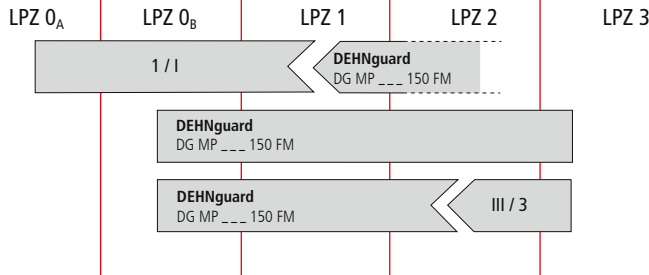 LPZ 0A LPZ 0B LPZ 1 LPZ 2 LPZ 3
1 / I
DEHNguard
DG MP _ _ _ 150 FM
DEHNguard
DG MP _ _ _ 150 FM
DEHNguard
DG MP _ _ _ 150 FM
III / 3